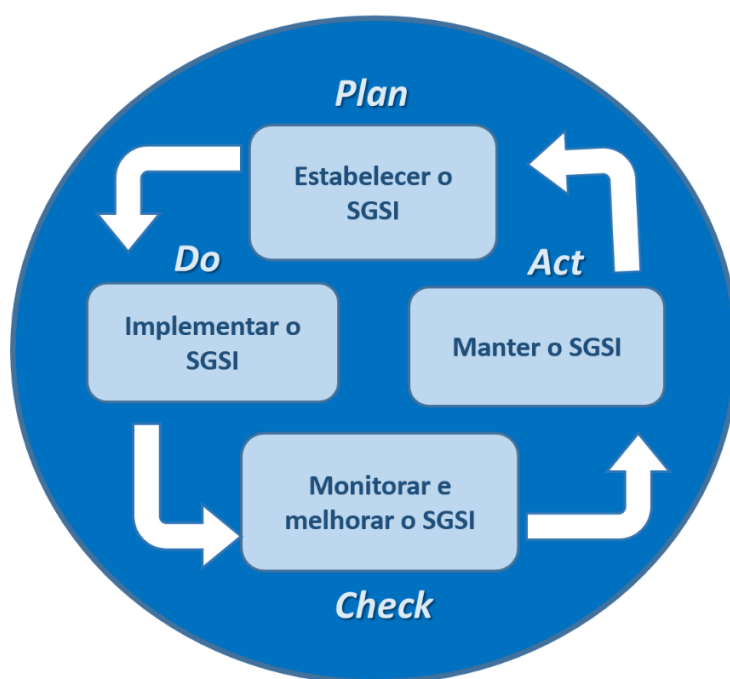 Plan
Estabelecer o
SGSI
Do
Act
Implementar o
SGSI
Manter o SGSI
Monitorar e
melhorar o SGSI
Check